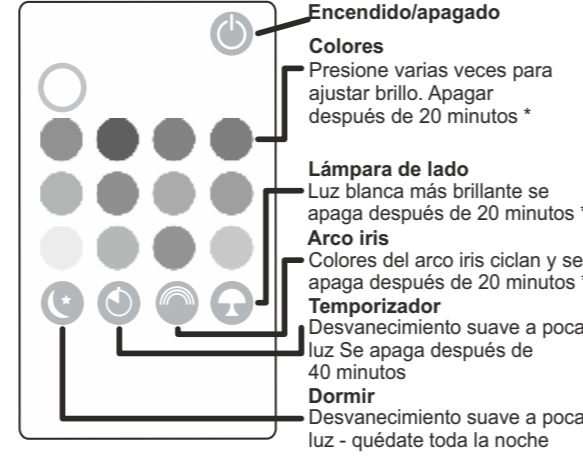 Encendido/apagado
Colores
Presione varias veces para
ajustar brillo. Apagar
después de 20 minutos *
Lámpara de lado
Luz blanca más brillante se
apaga después de 20 minutos *
Arco iris
Colores del arco iris ciclan y se
apaga después de 20 minutos *
Temporizador
Desvanecimiento suave a poca
luz Se apaga después de
40 minutos
Dormir
Desvanecimiento suave a poca
luz - quédate toda la noche